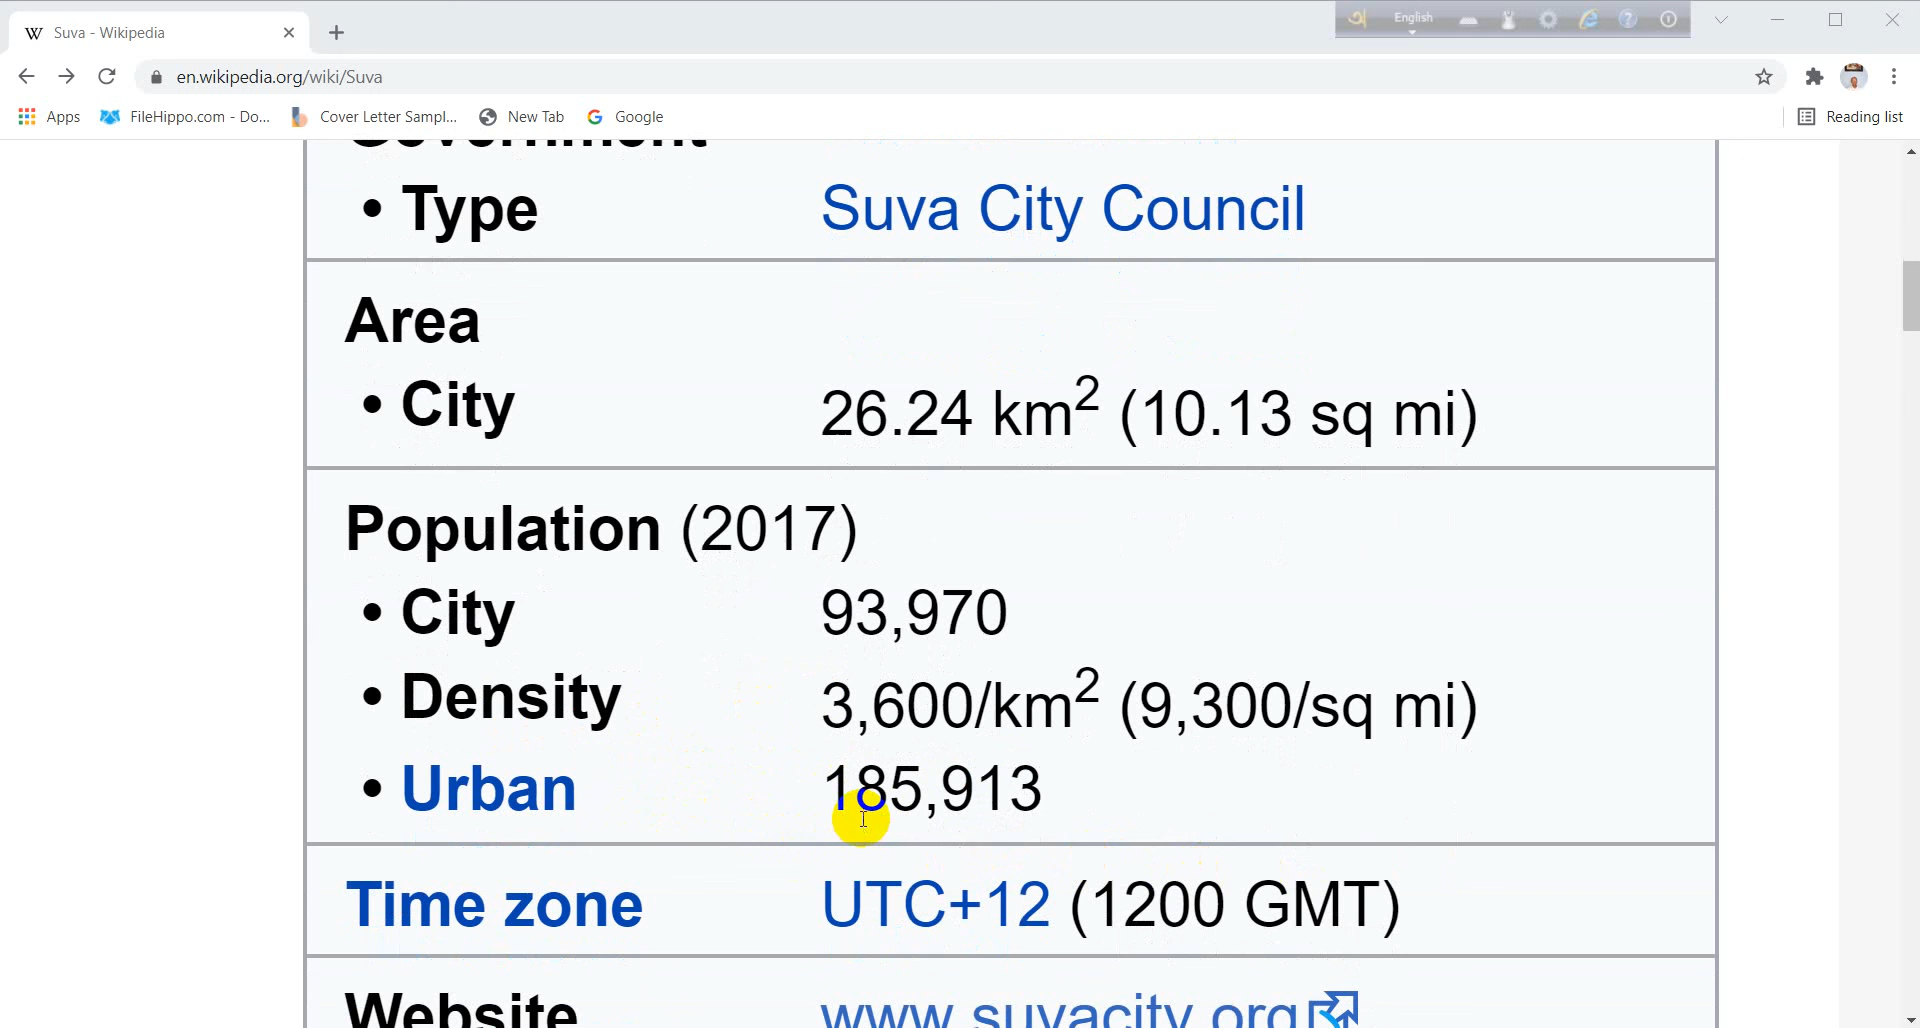 Suva - Wikipedia
English
en.wikipedia.org/wiki/Suva
Apps FileHippo.com - Do... Cover Letter Sampl... New Tab Google Reading list
Government
• Type Suva City Council
Area
• City 26.24 km² (10.13 sq mi)
Population (2017)
• City 93,970
• Density 3,600/km² (9,300/sq mi)
• Urban 185,913
Time zone UTC+12 (1200 GMT)
Website www.suvacity.org